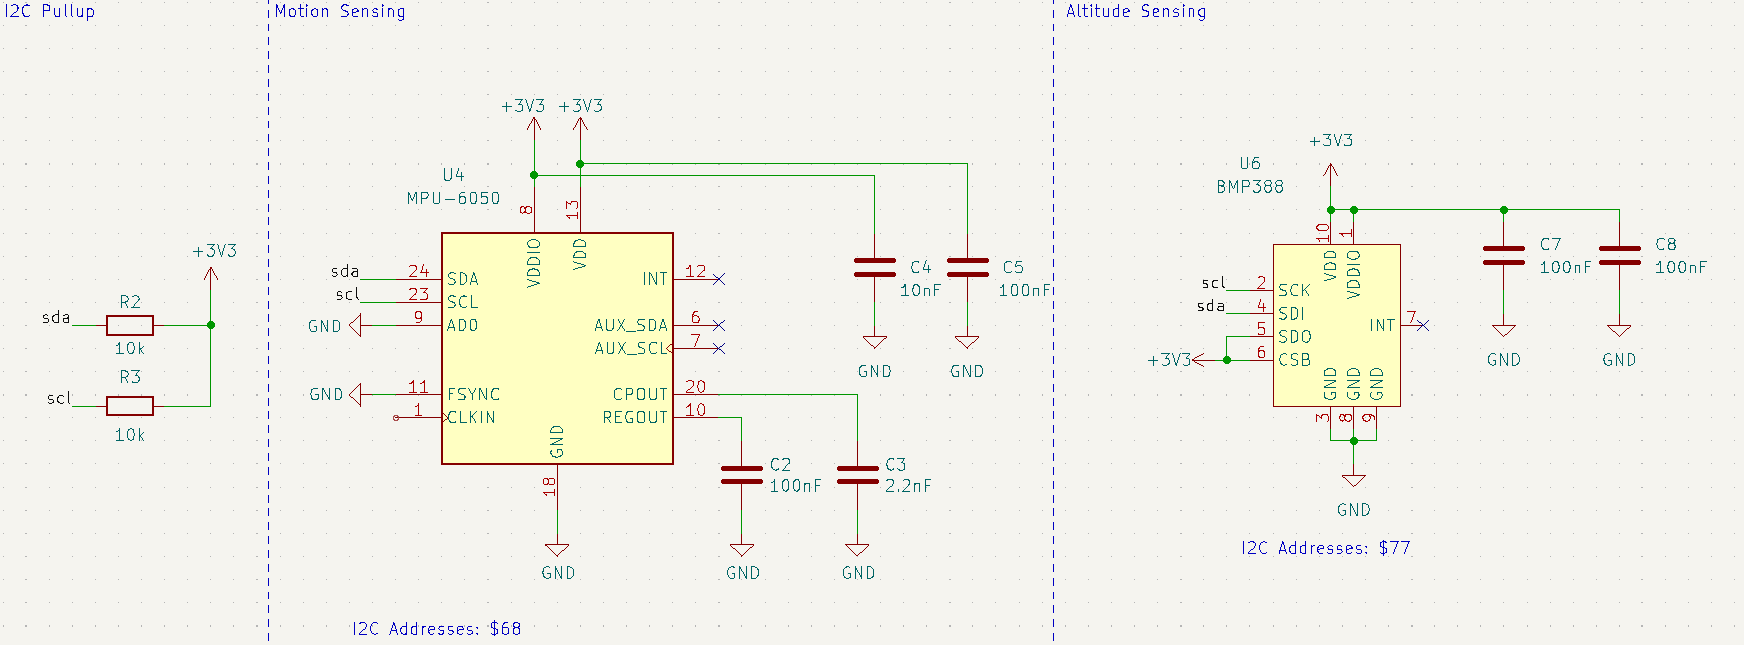 I2C Pullup
+3V3
sda
R2
10k
scl
R3
10k
Motion Sensing
+3V3
+3V3
U4
MPU-6050
8
13
VDDIO
VDD
sda
24
SDA
scl
23
SCL
GND
9
AD0
GND
11
FSYNC
1
CLKIN
INT
12
AUX_SDA
6
AUX_SCL
7
CPOUT
20
REGOUT
10
GND
18
GND
C4
10nF
GND
C5
100nF
GND
C2
100nF
GND
C3
2.2nF
GND
I2C Addresses: $68
Altitude Sensing
+3V3
U6
BMP388
10
1
VDD
VDDIO
scl
2
SCK
sda
4
SDI
5
SDO
+3V3
6
CSB
INT
7
GND
GND
GND
3
8
9
GND
C7
100nF
GND
C8
100nF
GND
I2C Addresses: $77